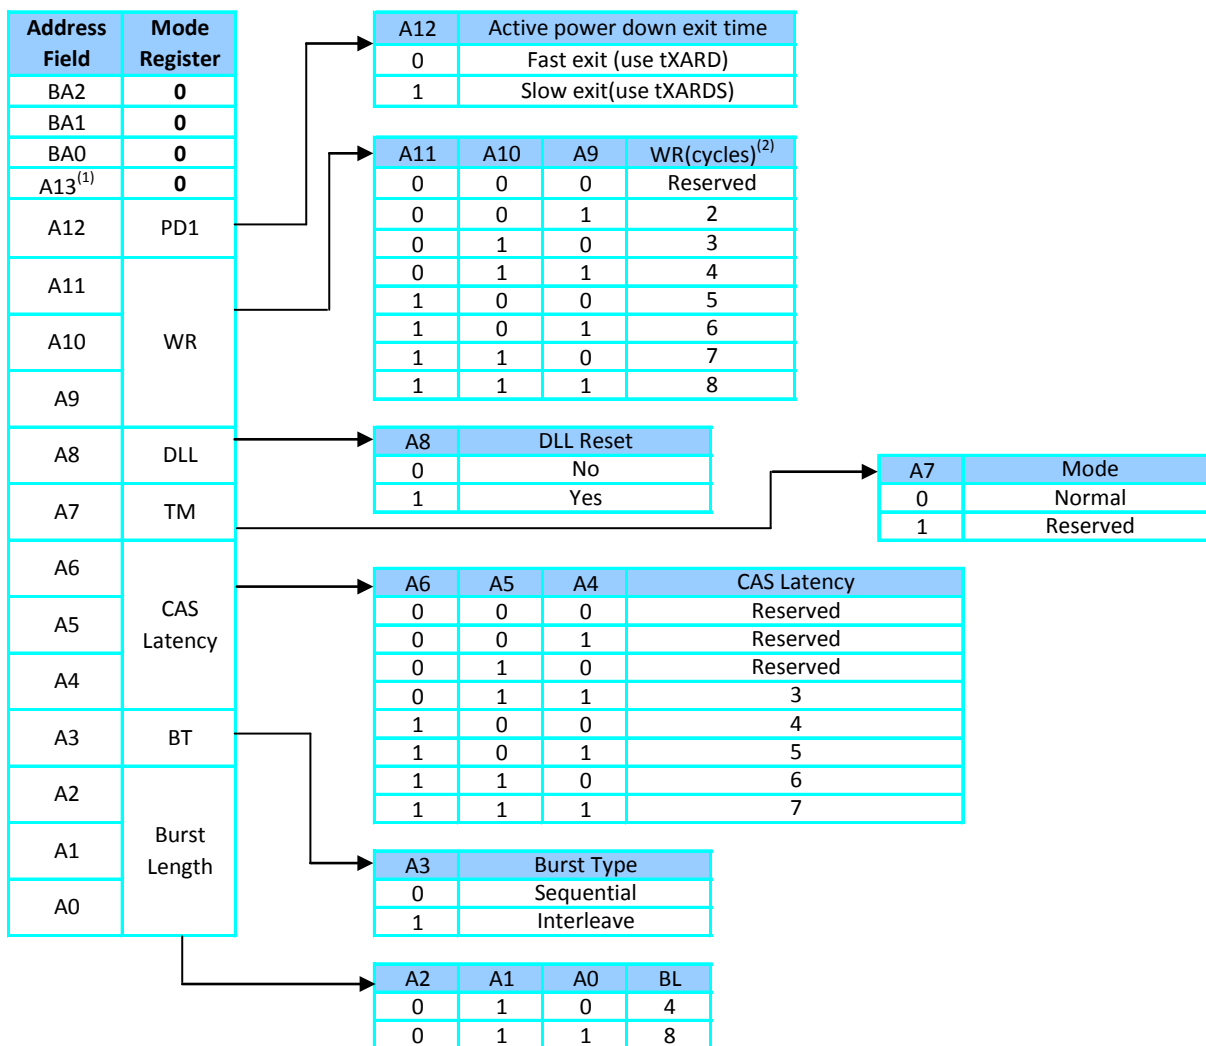 Address Field Mode Register
BA2 0
BA1 0
BA0 0
A13(1) 0
A12 PD1
A11
A10 WR
A9
A8 DLL
A7 TM
A6
A5 CAS Latency
A4
A3 BT
A2
A1 Burst Length
A0
A12 Active power down exit time
0 Fast exit (use tXARD)
1 Slow exit(use tXARDS)
A11 A10 A9 WR(cycles)(2)
0 0 0 Reserved
0 0 1 2
0 1 0 3
0 1 1 4
1 0 0 5
1 0 1 6
1 1 0 7
1 1 1 8
A8 DLL Reset
0 No
1 Yes
A7 Mode
0 Normal
1 Reserved
A6 A5 A4 CAS Latency
0 0 0 Reserved
0 0 1 Reserved
0 1 0 Reserved
0 1 1 3
1 0 0 4
1 0 1 5
1 1 0 6
1 1 1 7
A3 Burst Type
0 Sequential
1 Interleave
A2 A1 A0 BL
0 1 0 4
0 1 1 8